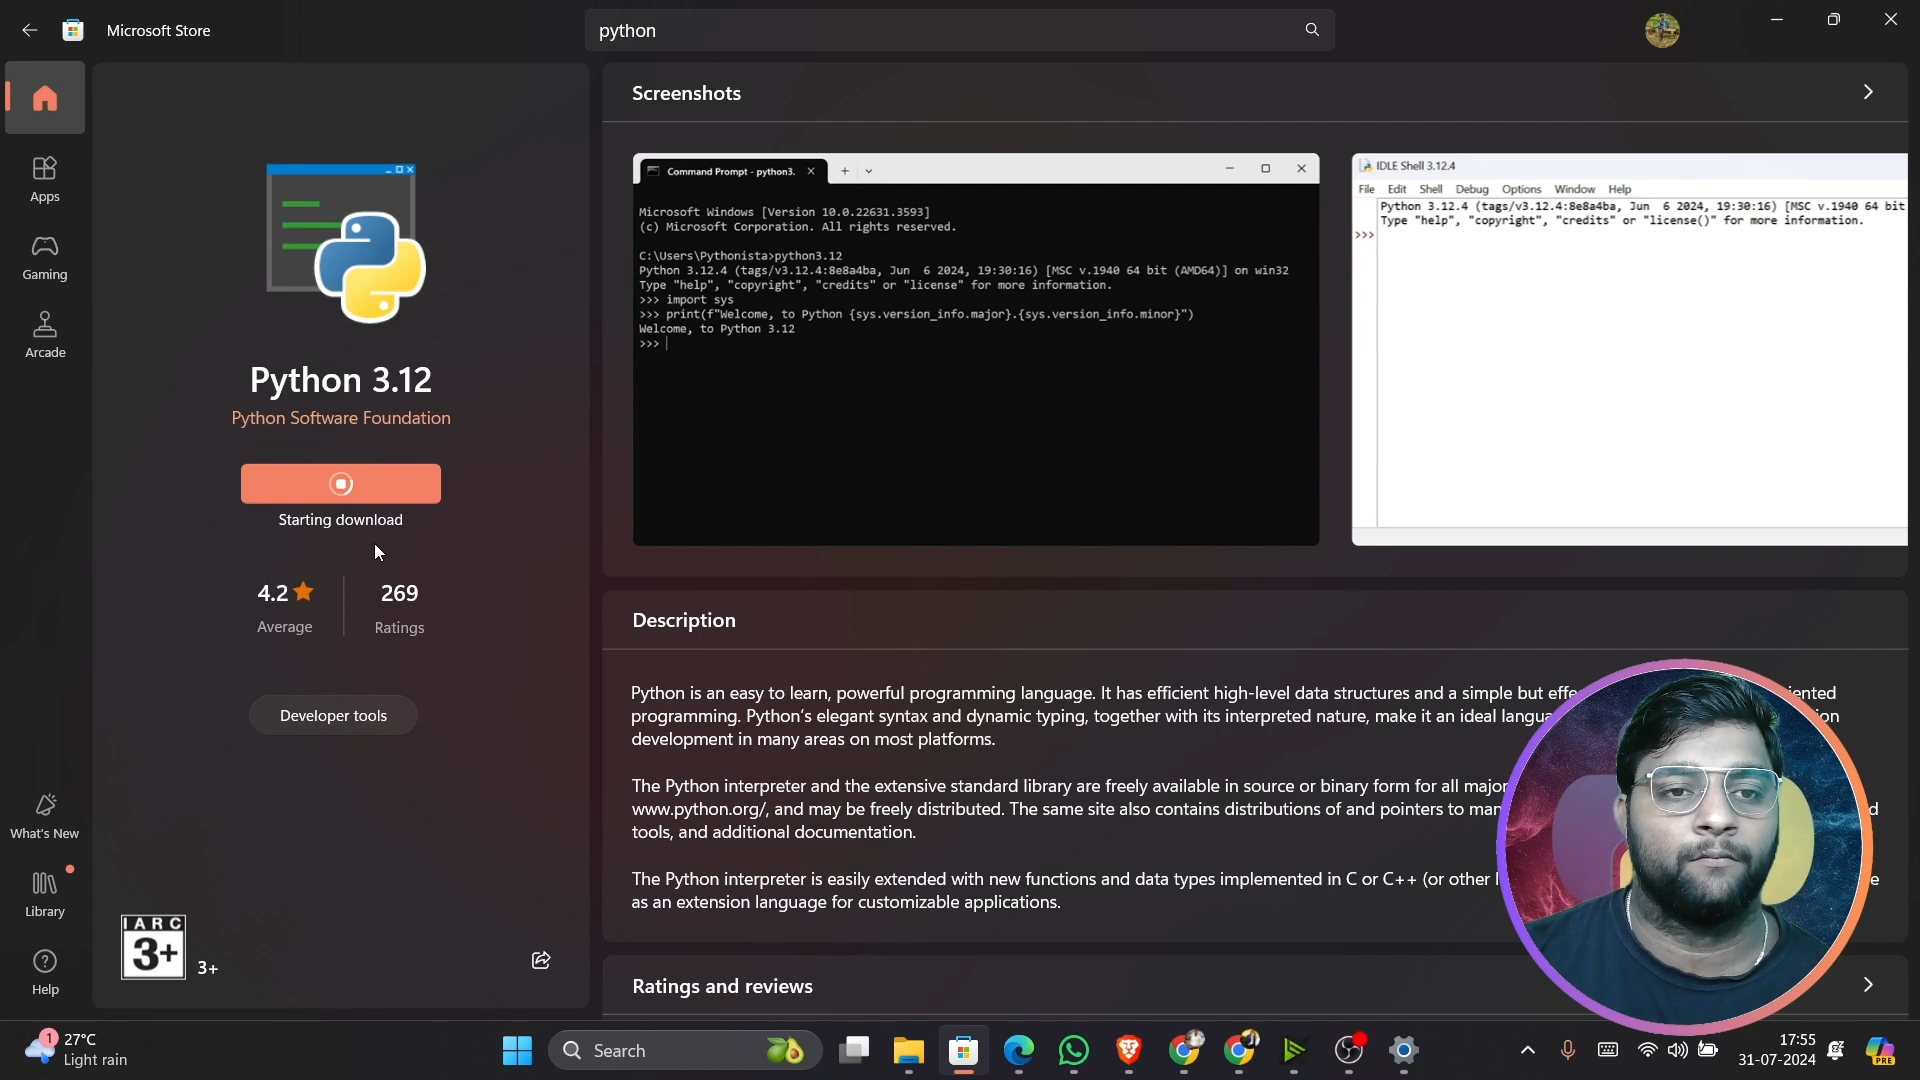 Microsoft Store
python
Apps
Gaming
Arcade
What's New
Library
Help
Python 3.12
Python Software Foundation
Starting download
4.2
Average
269
Ratings
Developer tools
IARC
3+
3+
Screenshots
Command Prompt - python3.
Microsoft Windows [Version 10.0.22631.3593]
(c) Microsoft Corporation. All rights reserved.
C:\Users\Pythonista>python3.12
Python 3.12.4 (tags/v3.12.4:8e8a4ba, Jun  6 2024, 19:30:16) [MSC v.1940 64 bit (AMD64)] on win32
Type "help", "copyright", "credits" or "license" for more information.
>>> import sys
>>> print(f"Welcome, to Python {sys.version_info.major}.{sys.version_info.minor}")
Welcome, to Python 3.12
>>>
IDLE Shell 3.12.4
File Edit Shell Debug Options Window Help
Python 3.12.4 (tags/v3.12.4:8e8a4ba, Jun  6 2024, 19:30:16) [MSC v.1940 64 bit
Type "help", "copyright", "credits" or "license()" for more information.
>>>
Description
Python is an easy to learn, powerful programming language. It has efficient high-level data structures and a simple but effe iented
programming. Python's elegant syntax and dynamic typing, together with its interpreted nature, make it an ideal langua on
development in many areas on most platforms.
The Python interpreter and the extensive standard library are freely available in source or binary form for all major
www.python.org/, and may be freely distributed. The same site also contains distributions of and pointers to man d
tools, and additional documentation.
The Python interpreter is easily extended with new functions and data types implemented in C or C++ (or other l e
as an extension language for customizable applications.
Ratings and reviews
1
27°C
Light rain
Search
17:55
31-07-2024
PRE